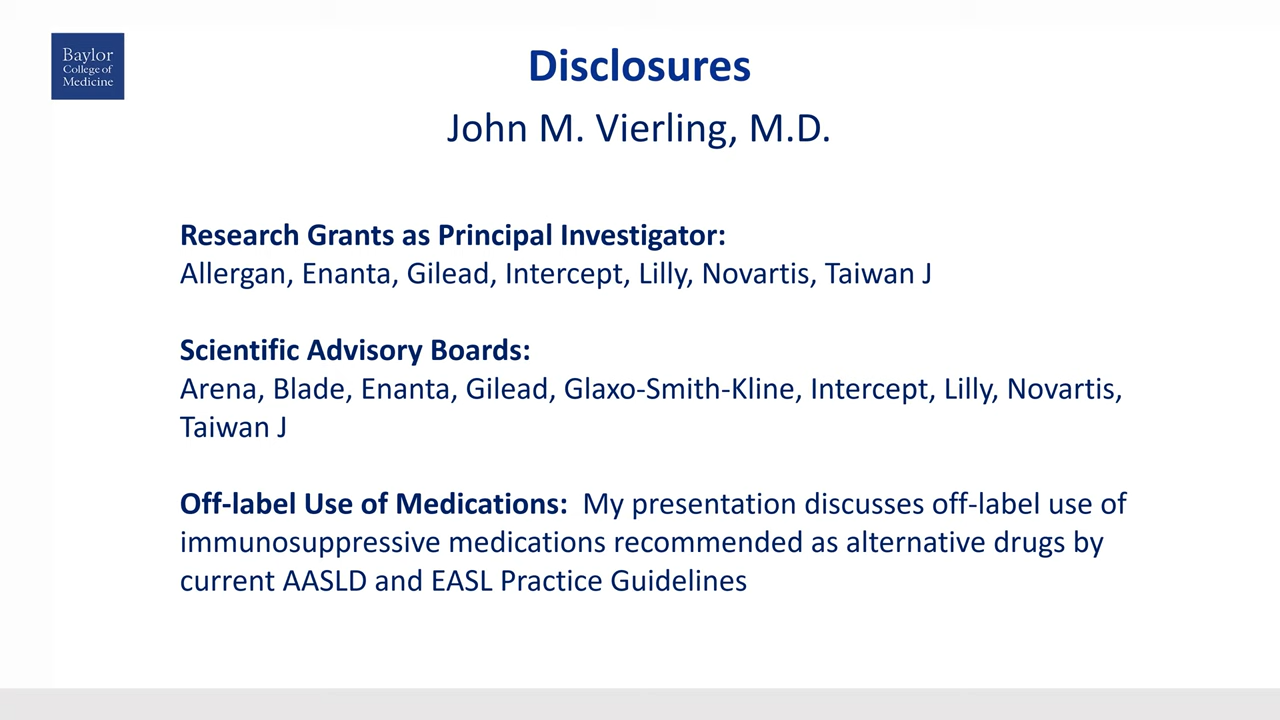 Baylor
College of
Medicine
Disclosures
John M. Vierling, M.D.
Research Grants as Principal Investigator:
Allergan, Enanta, Gilead, Intercept, Lilly, Novartis, Taiwan J
Scientific Advisory Boards:
Arena, Blade, Enanta, Gilead, Glaxo-Smith-Kline, Intercept, Lilly, Novartis,
Taiwan J
Off-label Use of Medications:  My presentation discusses off-label use of
immunosuppressive medications recommended as alternative drugs by
current AASLD and EASL Practice Guidelines